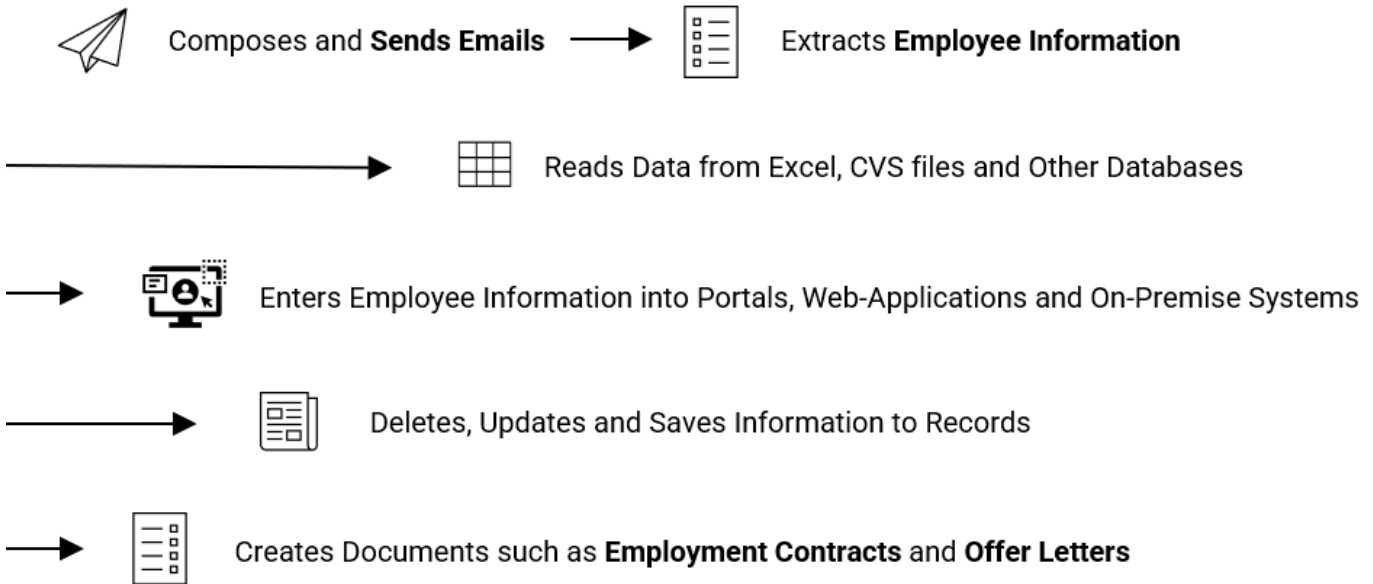 Composes and Sends Emails
Extracts Employee Information
Reads Data from Excel, CVS files and Other Databases
Enters Employee Information into Portals, Web-Applications and On-Premise Systems
Deletes, Updates and Saves Information to Records
Creates Documents such as Employment Contracts and Offer Letters